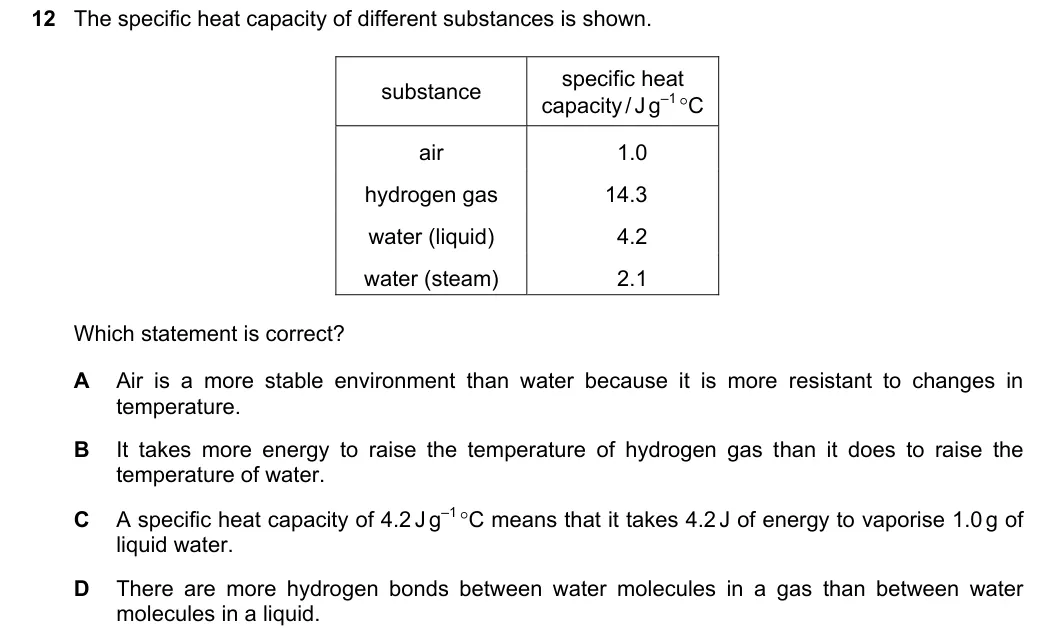 12 The specific heat capacity of different substances is shown.
substance
specific heat
capacity / J g⁻¹ °C
air 1.0
hydrogen gas 14.3
water (liquid) 4.2
water (steam) 2.1
Which statement is correct?
A Air is a more stable environment than water because it is more resistant to changes in
temperature.
B It takes more energy to raise the temperature of hydrogen gas than it does to raise the
temperature of water.
C A specific heat capacity of 4.2 J g⁻¹ °C means that it takes 4.2 J of energy to vaporise 1.0 g of
liquid water.
D There are more hydrogen bonds between water molecules in a gas than between water
molecules in a liquid.